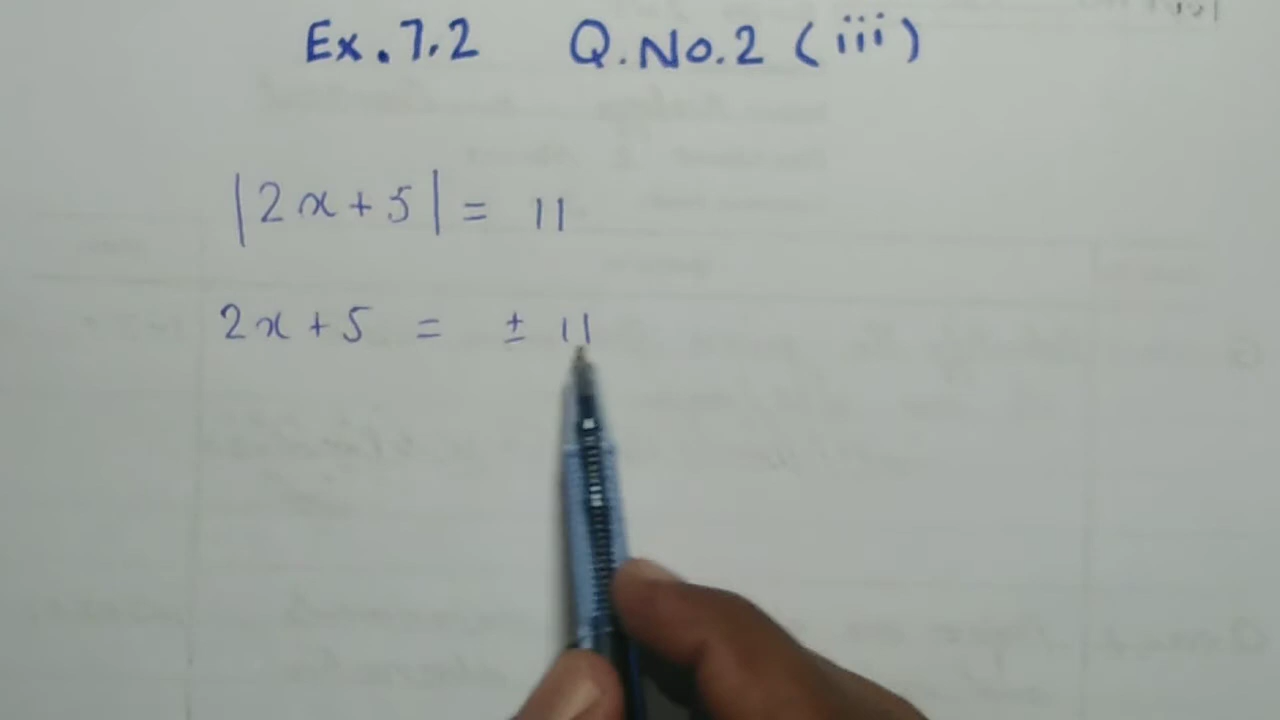 Ex. 7.2 Q. No. 2 (iii)
|2x + 5| = 11
2x + 5 = ± 11